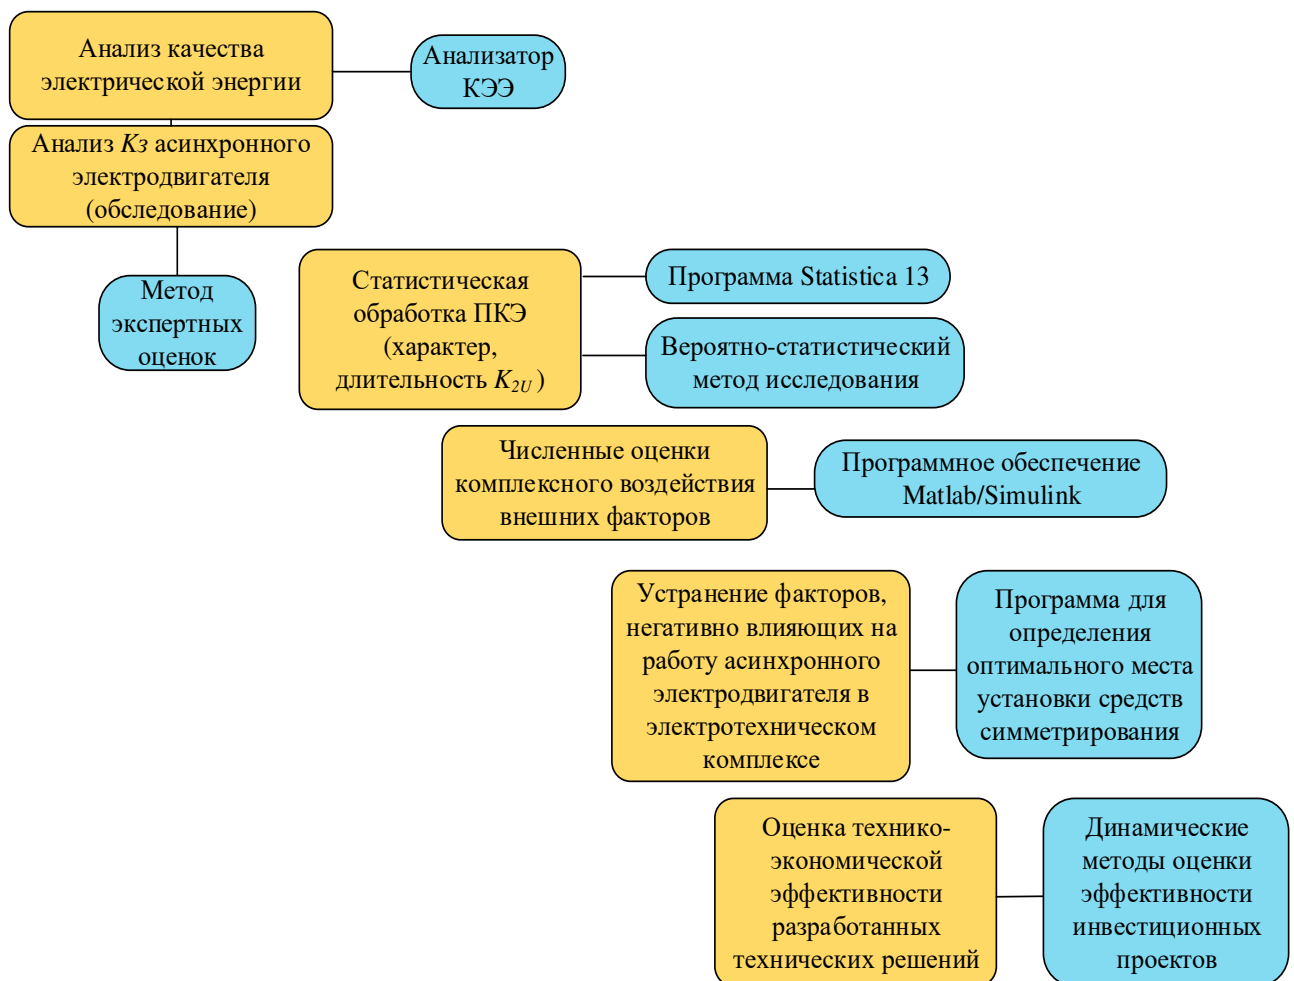 Анализ качества
электрической энергии
Анализатор
КЭЭ
Анализ Кз асинхронного
электродвигателя
(обследование)
Метод
экспертных
оценок
Статистическая
обработка ПКЭ
(характер,
длительность K2U)
Программа Statistica 13
Вероятно-статистический
метод исследования
Численные оценки
комплексного воздействия
внешних факторов
Программное обеспечение
Matlab/Simulink
Устранение факторов,
негативно влияющих на
работу асинхронного
электродвигателя в
электротехническом
комплексе
Программа для
определения
оптимального места
установки средств
симметрирования
Оценка технико-
экономической
эффективности
разработанных
технических решений
Динамические
методы оценки
эффективности
инвестиционных
проектов